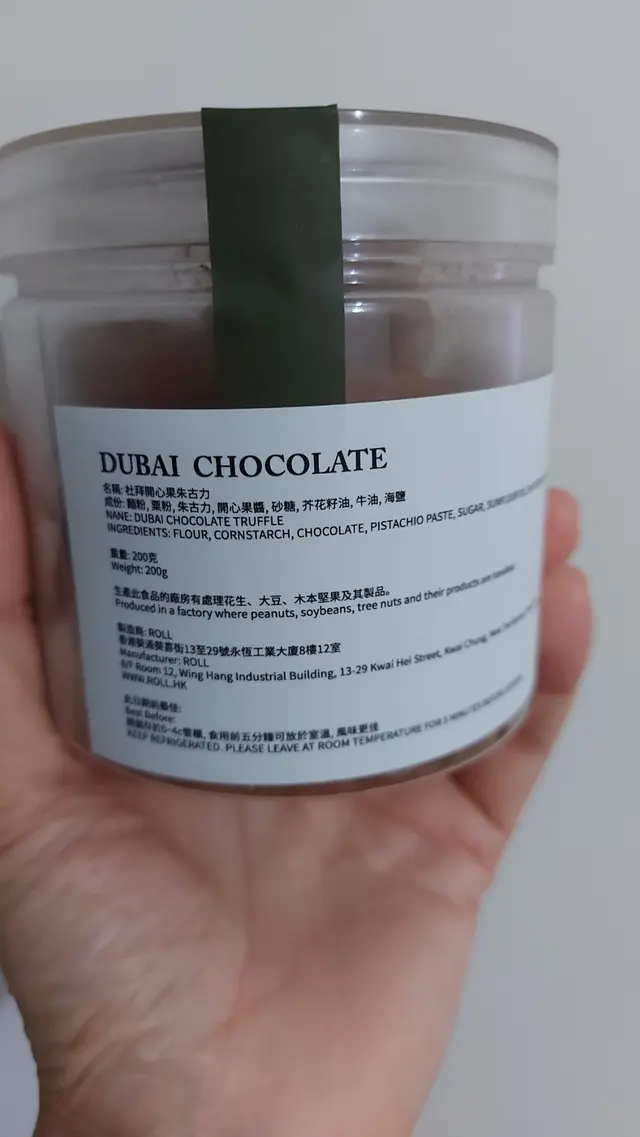 DUBAI CHOCOLATE
名稱: 杜拜開心果朱古力
成份: 麵粉, 粟粉, 朱古力, 開心果醬, 砂糖, 芥花籽油, 牛油, 海鹽
NANE: DUBAI CHOCOLATE TRUFFLE
INGREDIENTS: FLOUR, CORNSTARCH, CHOCOLATE, PISTACHIO PASTE, SUGAR,
重量: 200克
Weight: 200g
生產此食品的廠房有處理花生、大豆、木本堅果及其製品。
Produced in a factory where peanuts, soybeans, tree nuts and their products are handled.
製造商: ROLL
香港葵涌葵喜街13至29號永恆工業大廈8樓12室
Manufacturer: ROLL
8/F Room 12, Wing Hang Industrial Building, 13-29 Kwai Hei Street, Kwai Chung, New
WWW.ROLL.HK
此日期前最佳:
Best Before:
請儲存於0-4c雪櫃, 食用前五分鐘可放於室溫, 風味更佳
KEEP REFRIGERATED. PLEASE LEAVE AT ROOM TEMPERATURE FOR 5 MINUTES